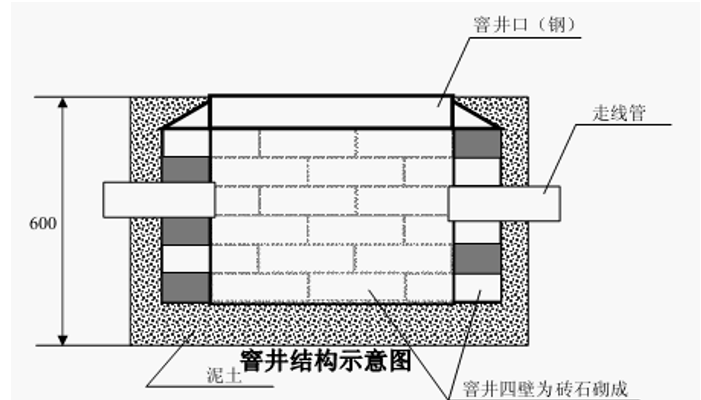 窨井口（钢）
走线管
600
窨井结构示意图
泥土
窨井四壁为砖石砌成